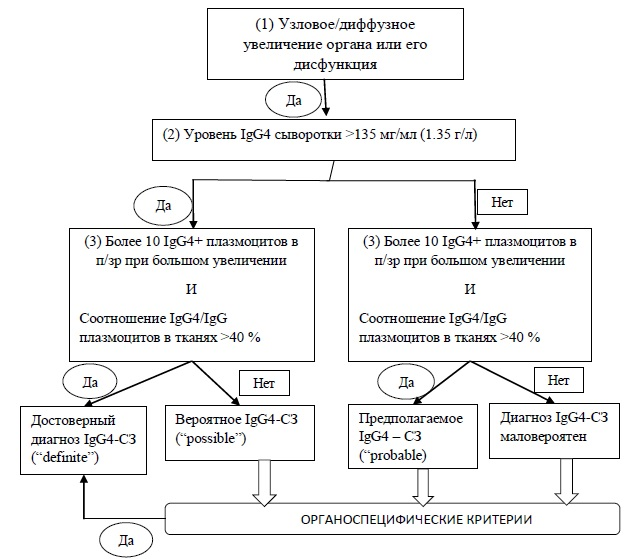 (1) Узловое/диффузное
увеличение органа или его
дисфункция
Да
(2) Уровень IgG4 сыворотки >135 мг/мл (1.35 г/л)
Да
Нет
(3) Более 10 IgG4+ плазмоцитов в
п/зр при большом увеличении
И
Соотношение IgG4/IgG
плазмоцитов в тканях >40 %
(3) Более 10 IgG4+ плазмоцитов в
п/зр при большом увеличении
И
Соотношение IgG4/IgG
плазмоцитов в тканях >40 %
Да
Нет
Да
Нет
Достоверный
диагноз IgG4-СЗ
(“definite”)
Вероятное IgG4-СЗ
(“possible”)
Предполагаемое
IgG4 – СЗ
(“probable)
Диагноз IgG4-СЗ
маловероятен
ОРГАНОСПЕЦИФИЧЕСКИЕ КРИТЕРИИ
Да